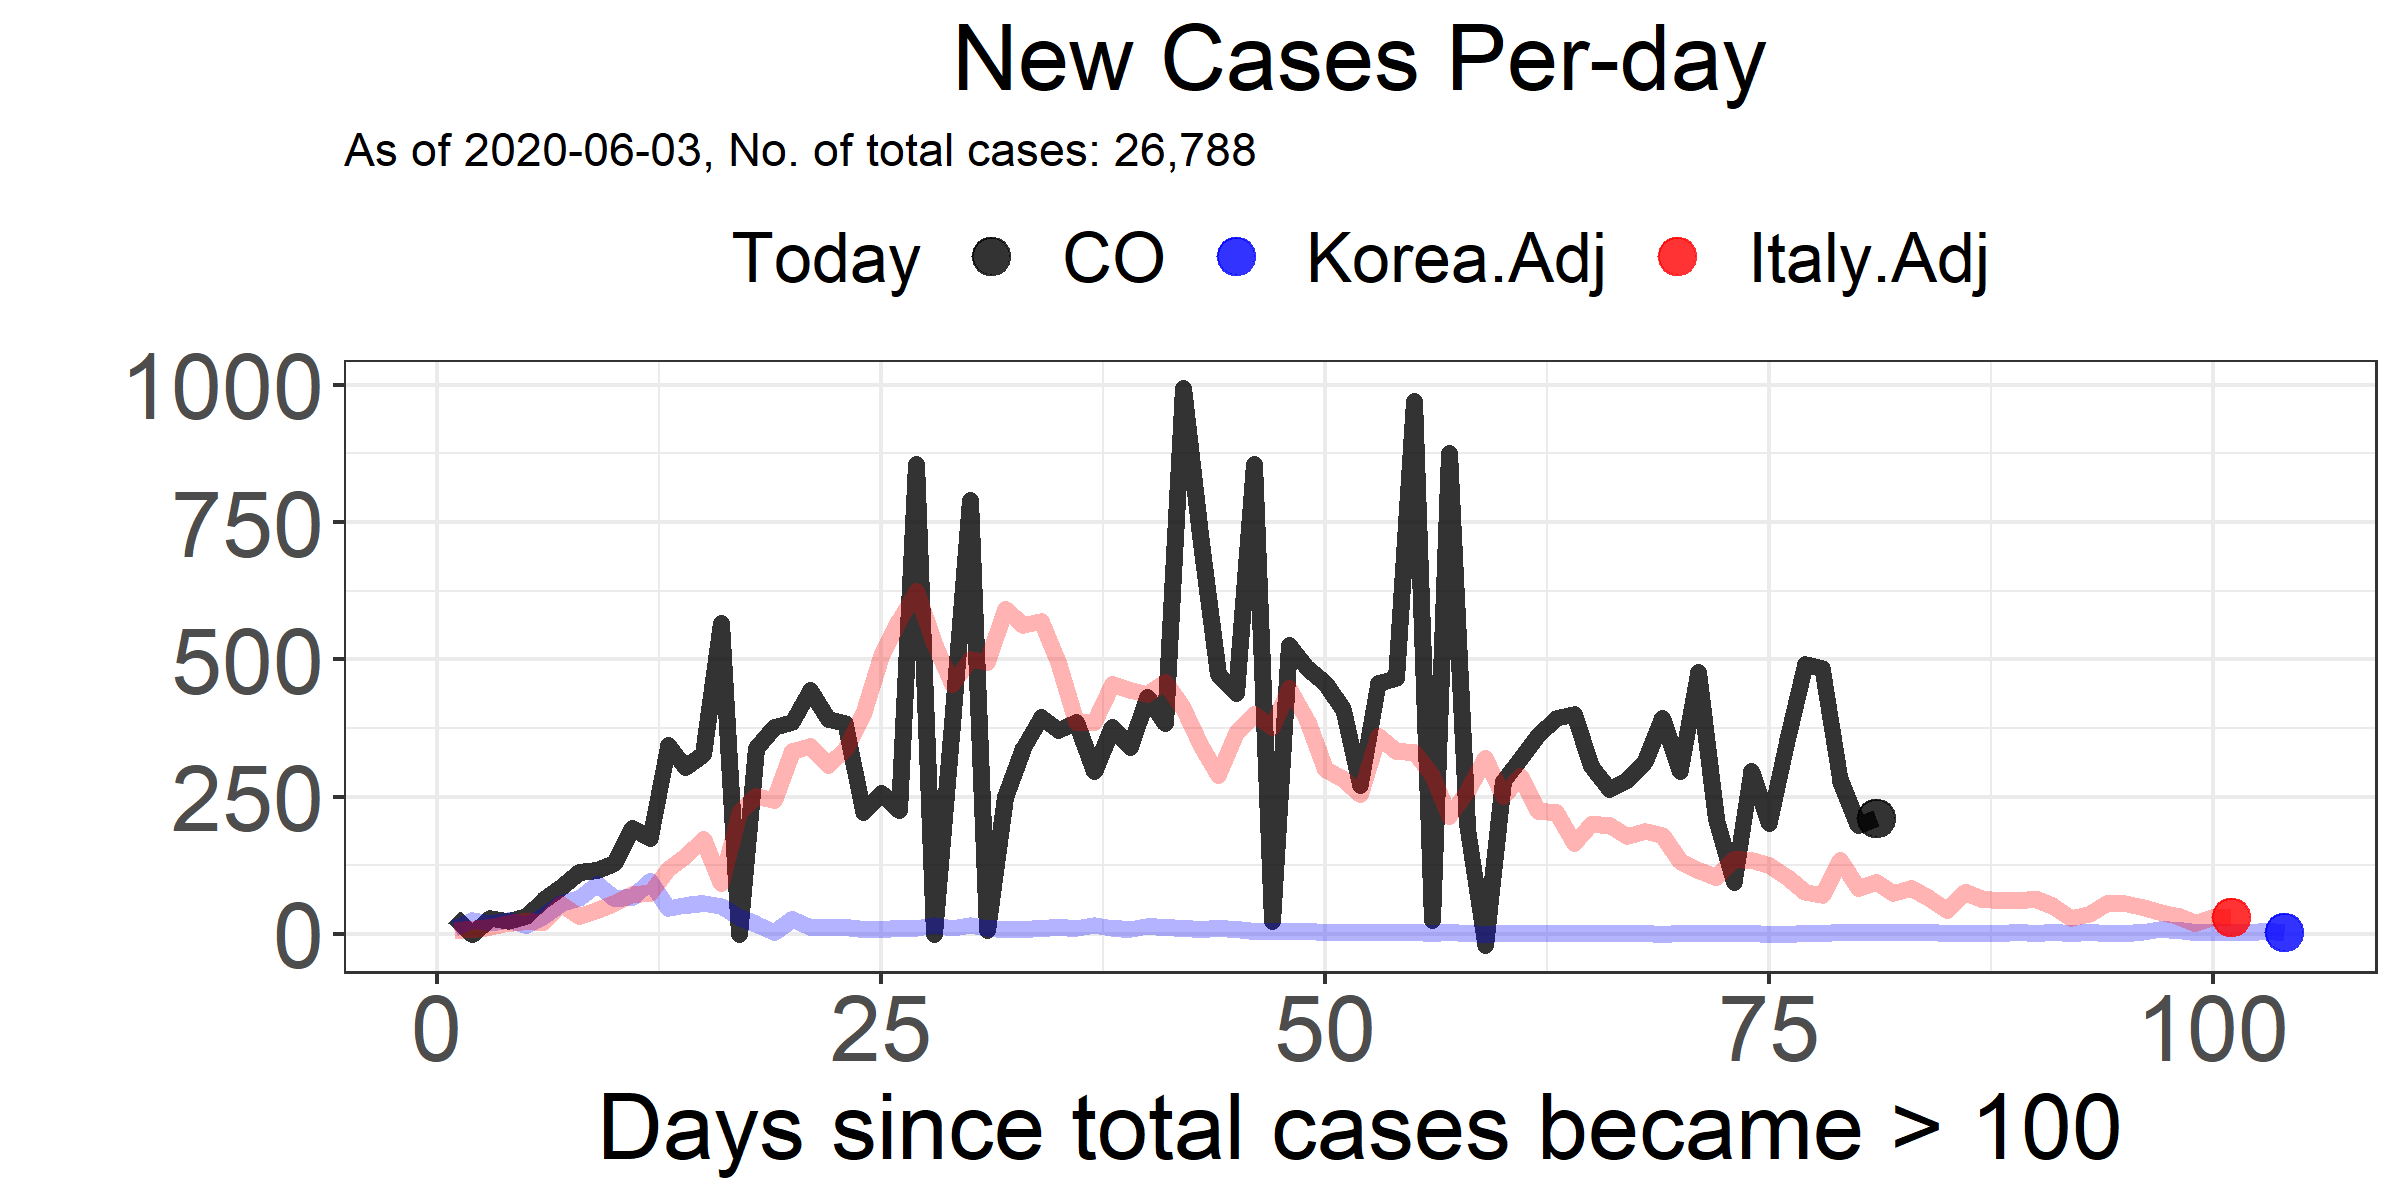 New Cases Per-day
As of 2020-06-03, No. of total cases: 26,788
Today CO Korea.Adj Italy.Adj
1000
750
500
250
0
0 25 50 75 100
Days since total cases became > 100